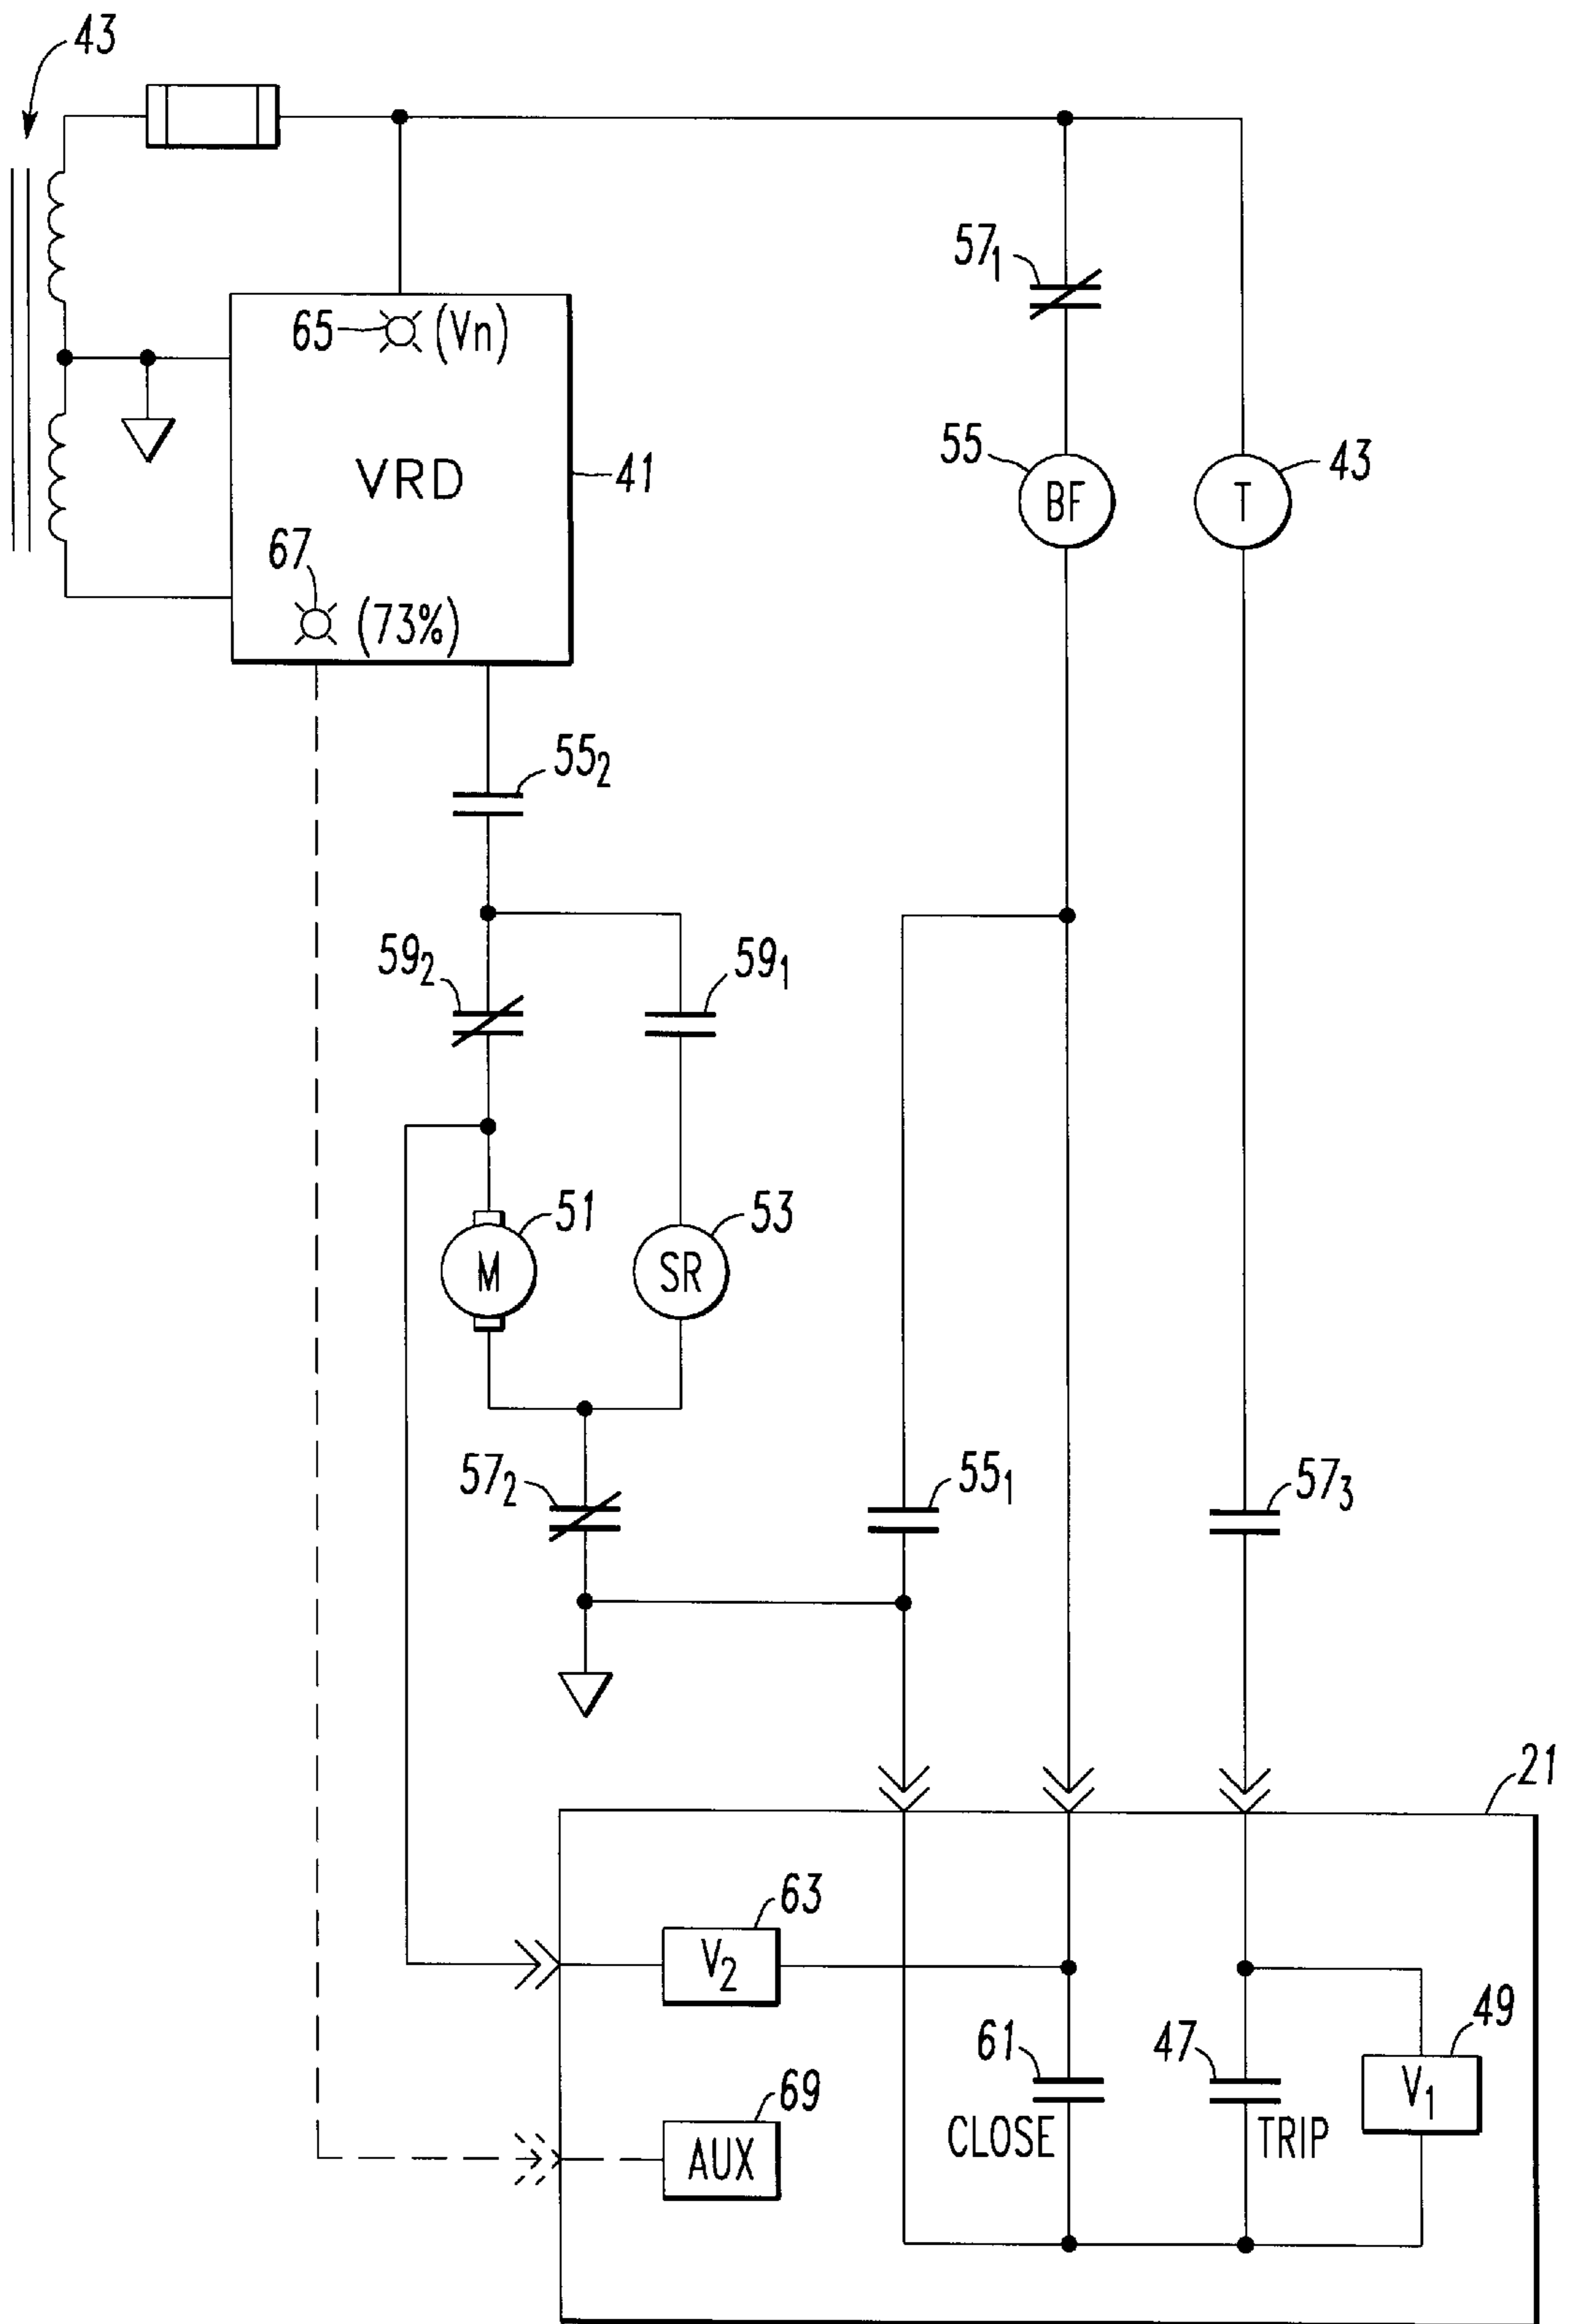 43
57₁
65 (Vn)
55
BF
T
43
VRD
41
67
(73%)
55₂
59₂
59₁
51
53
M
SR
57₂
55₁
57₃
21
63
V₂
49
61
47
V₁
69
CLOSE
TRIP
AUX